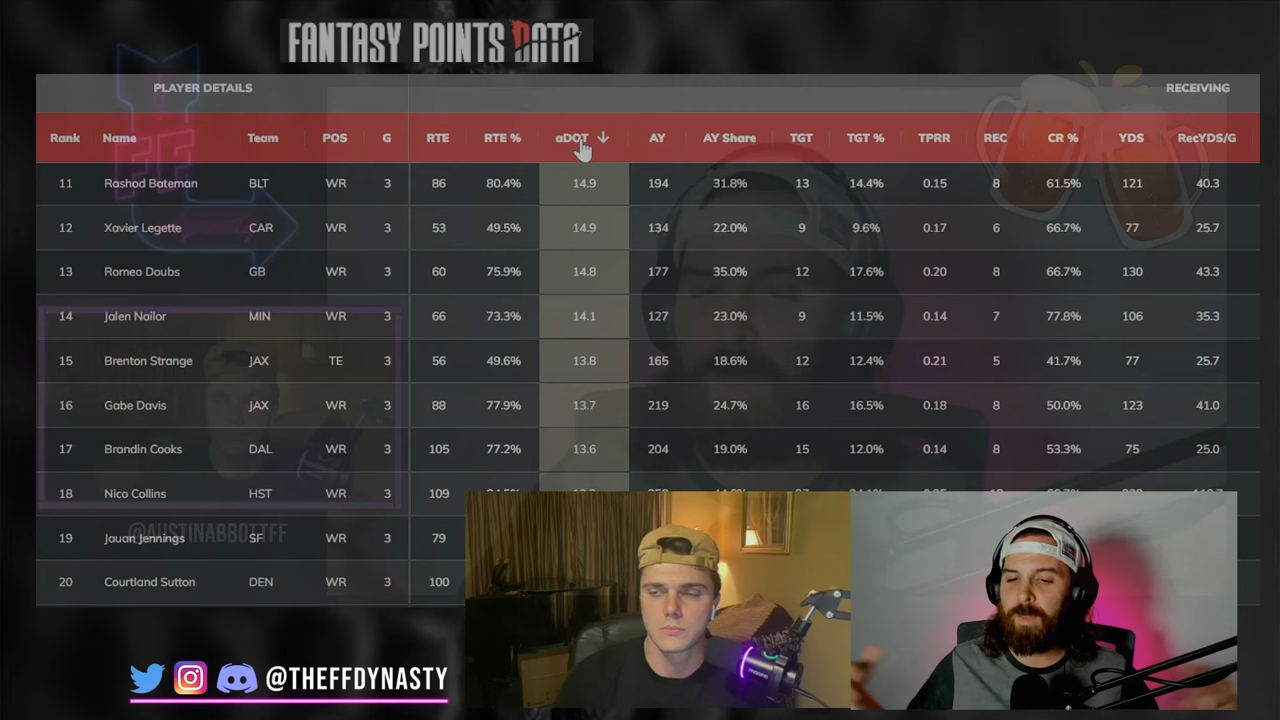 FANTASY POINTS DATA
PLAYER DETAILS RECEIVING
Rank Name Team POS G RTE RTE % aDOT AY AY Share TGT TGT % TPRR REC CR % YDS RecYDS/G
11 Rashod Bateman BLT WR 3 86 80.4% 14.9 194 31.8% 13 14.4% 0.15 8 61.5% 121 40.3
12 Xavier Legette CAR WR 3 53 49.5% 14.9 134 22.0% 9 9.6% 0.17 6 66.7% 77 25.7
13 Romeo Doubs GB WR 3 60 75.9% 14.8 177 35.0% 12 17.6% 0.20 8 66.7% 130 43.3
14 Jalen Nailor MIN WR 3 66 73.3% 14.1 127 23.0% 9 11.5% 0.14 7 77.8% 106 35.3
15 Brenton Strange JAX TE 3 56 49.6% 13.8 165 18.6% 12 12.4% 0.21 5 41.7% 77 25.7
16 Gabe Davis JAX WR 3 88 77.9% 13.7 219 24.7% 16 16.5% 0.18 8 50.0% 123 41.0
17 Brandin Cooks DAL WR 3 105 77.2% 13.6 204 19.0% 15 12.0% 0.14 8 53.3% 75 25.0
18 Nico Collins HST WR 3 109
19 Jauan Jennings SF WR 3 79
@AUSTINABBOTTFF
20 Courtland Sutton DEN WR 3 100
@THEFFDYNASTY